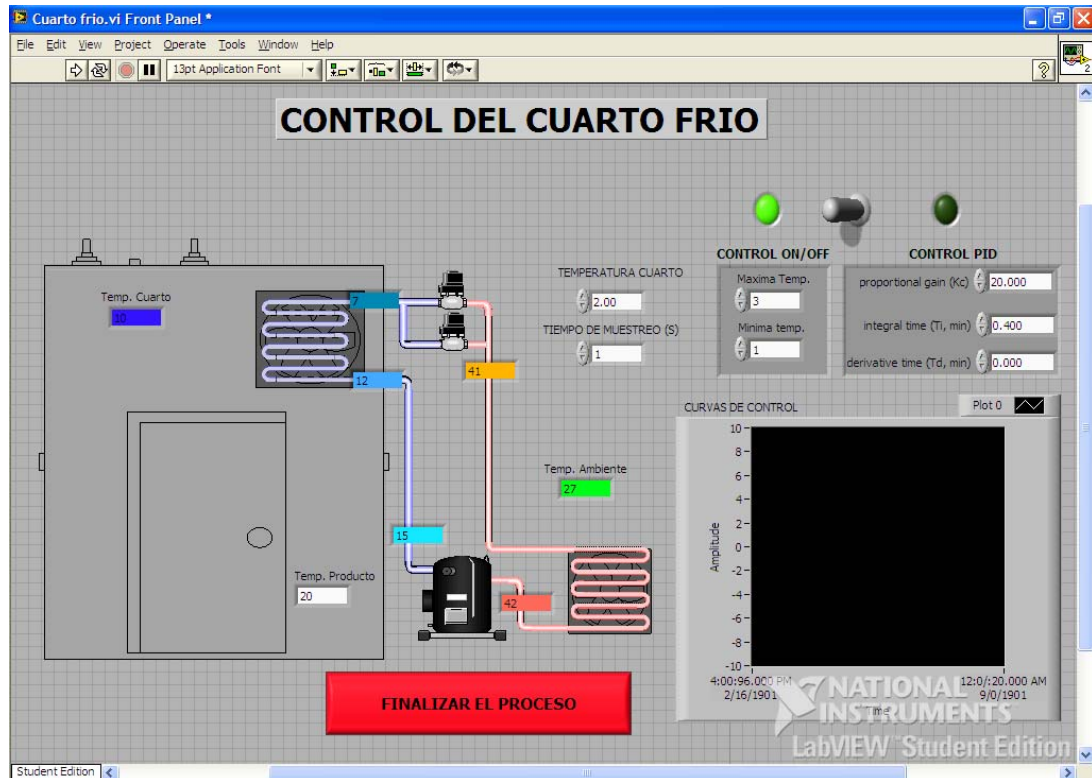 Cuarto frio.vi Front Panel *
File Edit View Project Operate Tools Window Help
13pt Application Font
2
CONTROL DEL CUARTO FRIO
CONTROL ON/OFF
CONTROL PID
Temp. Cuarto
10
7
12
41
TEMPERATURA CUARTO
2.00
TIEMPO DE MUESTREO (S)
1
Maxima Temp.
3
Minima temp.
1
proportional gain (Kc)
20.000
integral time (Ti, min)
0.400
derivative time (Td, min)
0.000
CURVAS DE CONTROL
Plot 0
Temp. Ambiente
27
15
Temp. Producto
20
42
Amplitude
10
8
6
4
2
0
-2
-4
-6
-8
-10
4:00:96.000 PM
2/16/1901
12:0/:20.000 AM
9/0/1901
Time
FINALIZAR EL PROCESO
NATIONAL
INSTRUMENTS
LabVIEW™ Student Edition
Student Edition